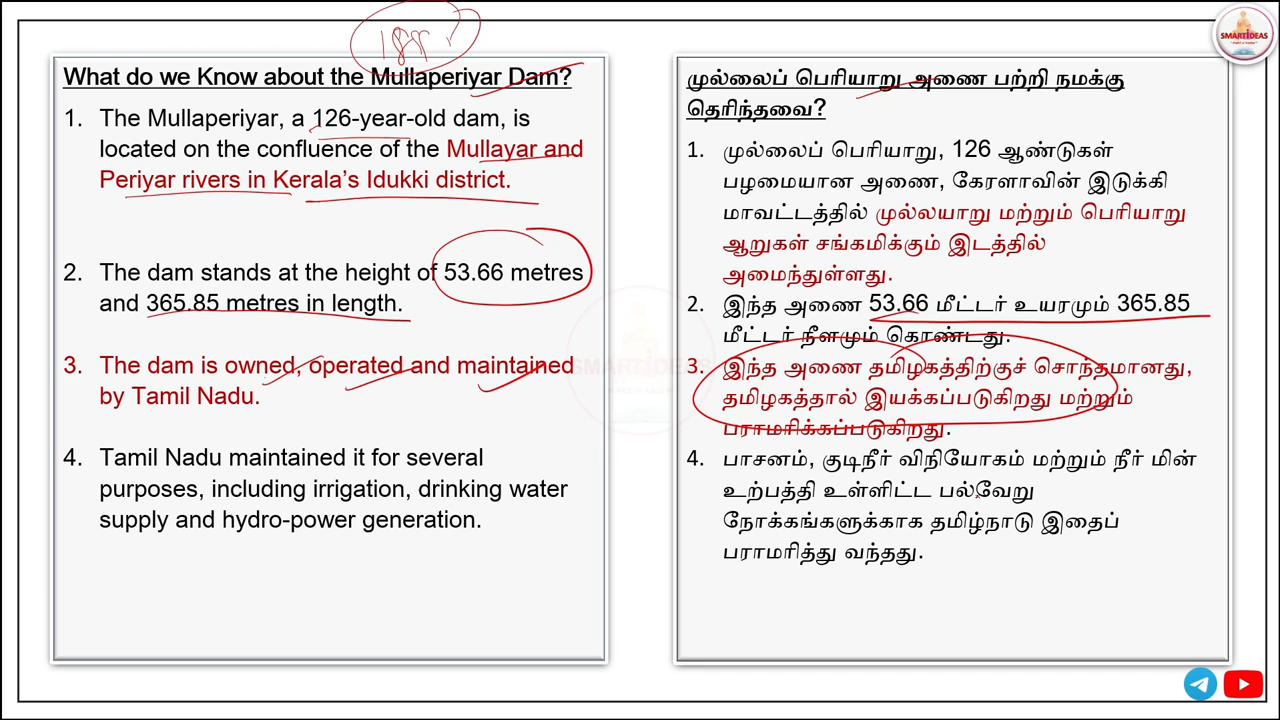 SMARTIDEAS
What do we Know about the Mullaperiyar Dam?
1. The Mullaperiyar, a 126-year-old dam, is
located on the confluence of the Mullayar and
Periyar rivers in Kerala's Idukki district.
2. The dam stands at the height of 53.66 metres
and 365.85 metres in length.
3. The dam is owned, operated and maintained
by Tamil Nadu.
4. Tamil Nadu maintained it for several
purposes, including irrigation, drinking water
supply and hydro-power generation.
முல்லைப் பெரியாறு அணை பற்றி நமக்கு
தெரிந்தவை?
1. முல்லைப் பெரியாறு, 126 ஆண்டுகள்
பழமையான அணை, கேரளாவின் இடுக்கி
மாவட்டத்தில் முல்லயாறு மற்றும் பெரியாறு
ஆறுகள் சங்கமிக்கும் இடத்தில்
அமைந்துள்ளது.
2. இந்த அணை 53.66 மீட்டர் உயரமும் 365.85
மீட்டர் நீளமும் கொண்டது.
3. இந்த அணை தமிழகத்திற்குச் சொந்தமானது,
தமிழகத்தால் இயக்கப்படுகிறது மற்றும்
பராமரிக்கப்படுகிறது.
4. பாசனம், குடிநீர் விநியோகம் மற்றும் நீர் மின்
உற்பத்தி உள்ளிட்ட பல்வேறு
நோக்கங்களுக்காக தமிழ்நாடு இதைப்
பராமரித்து வந்தது.
SMARTIDEAS